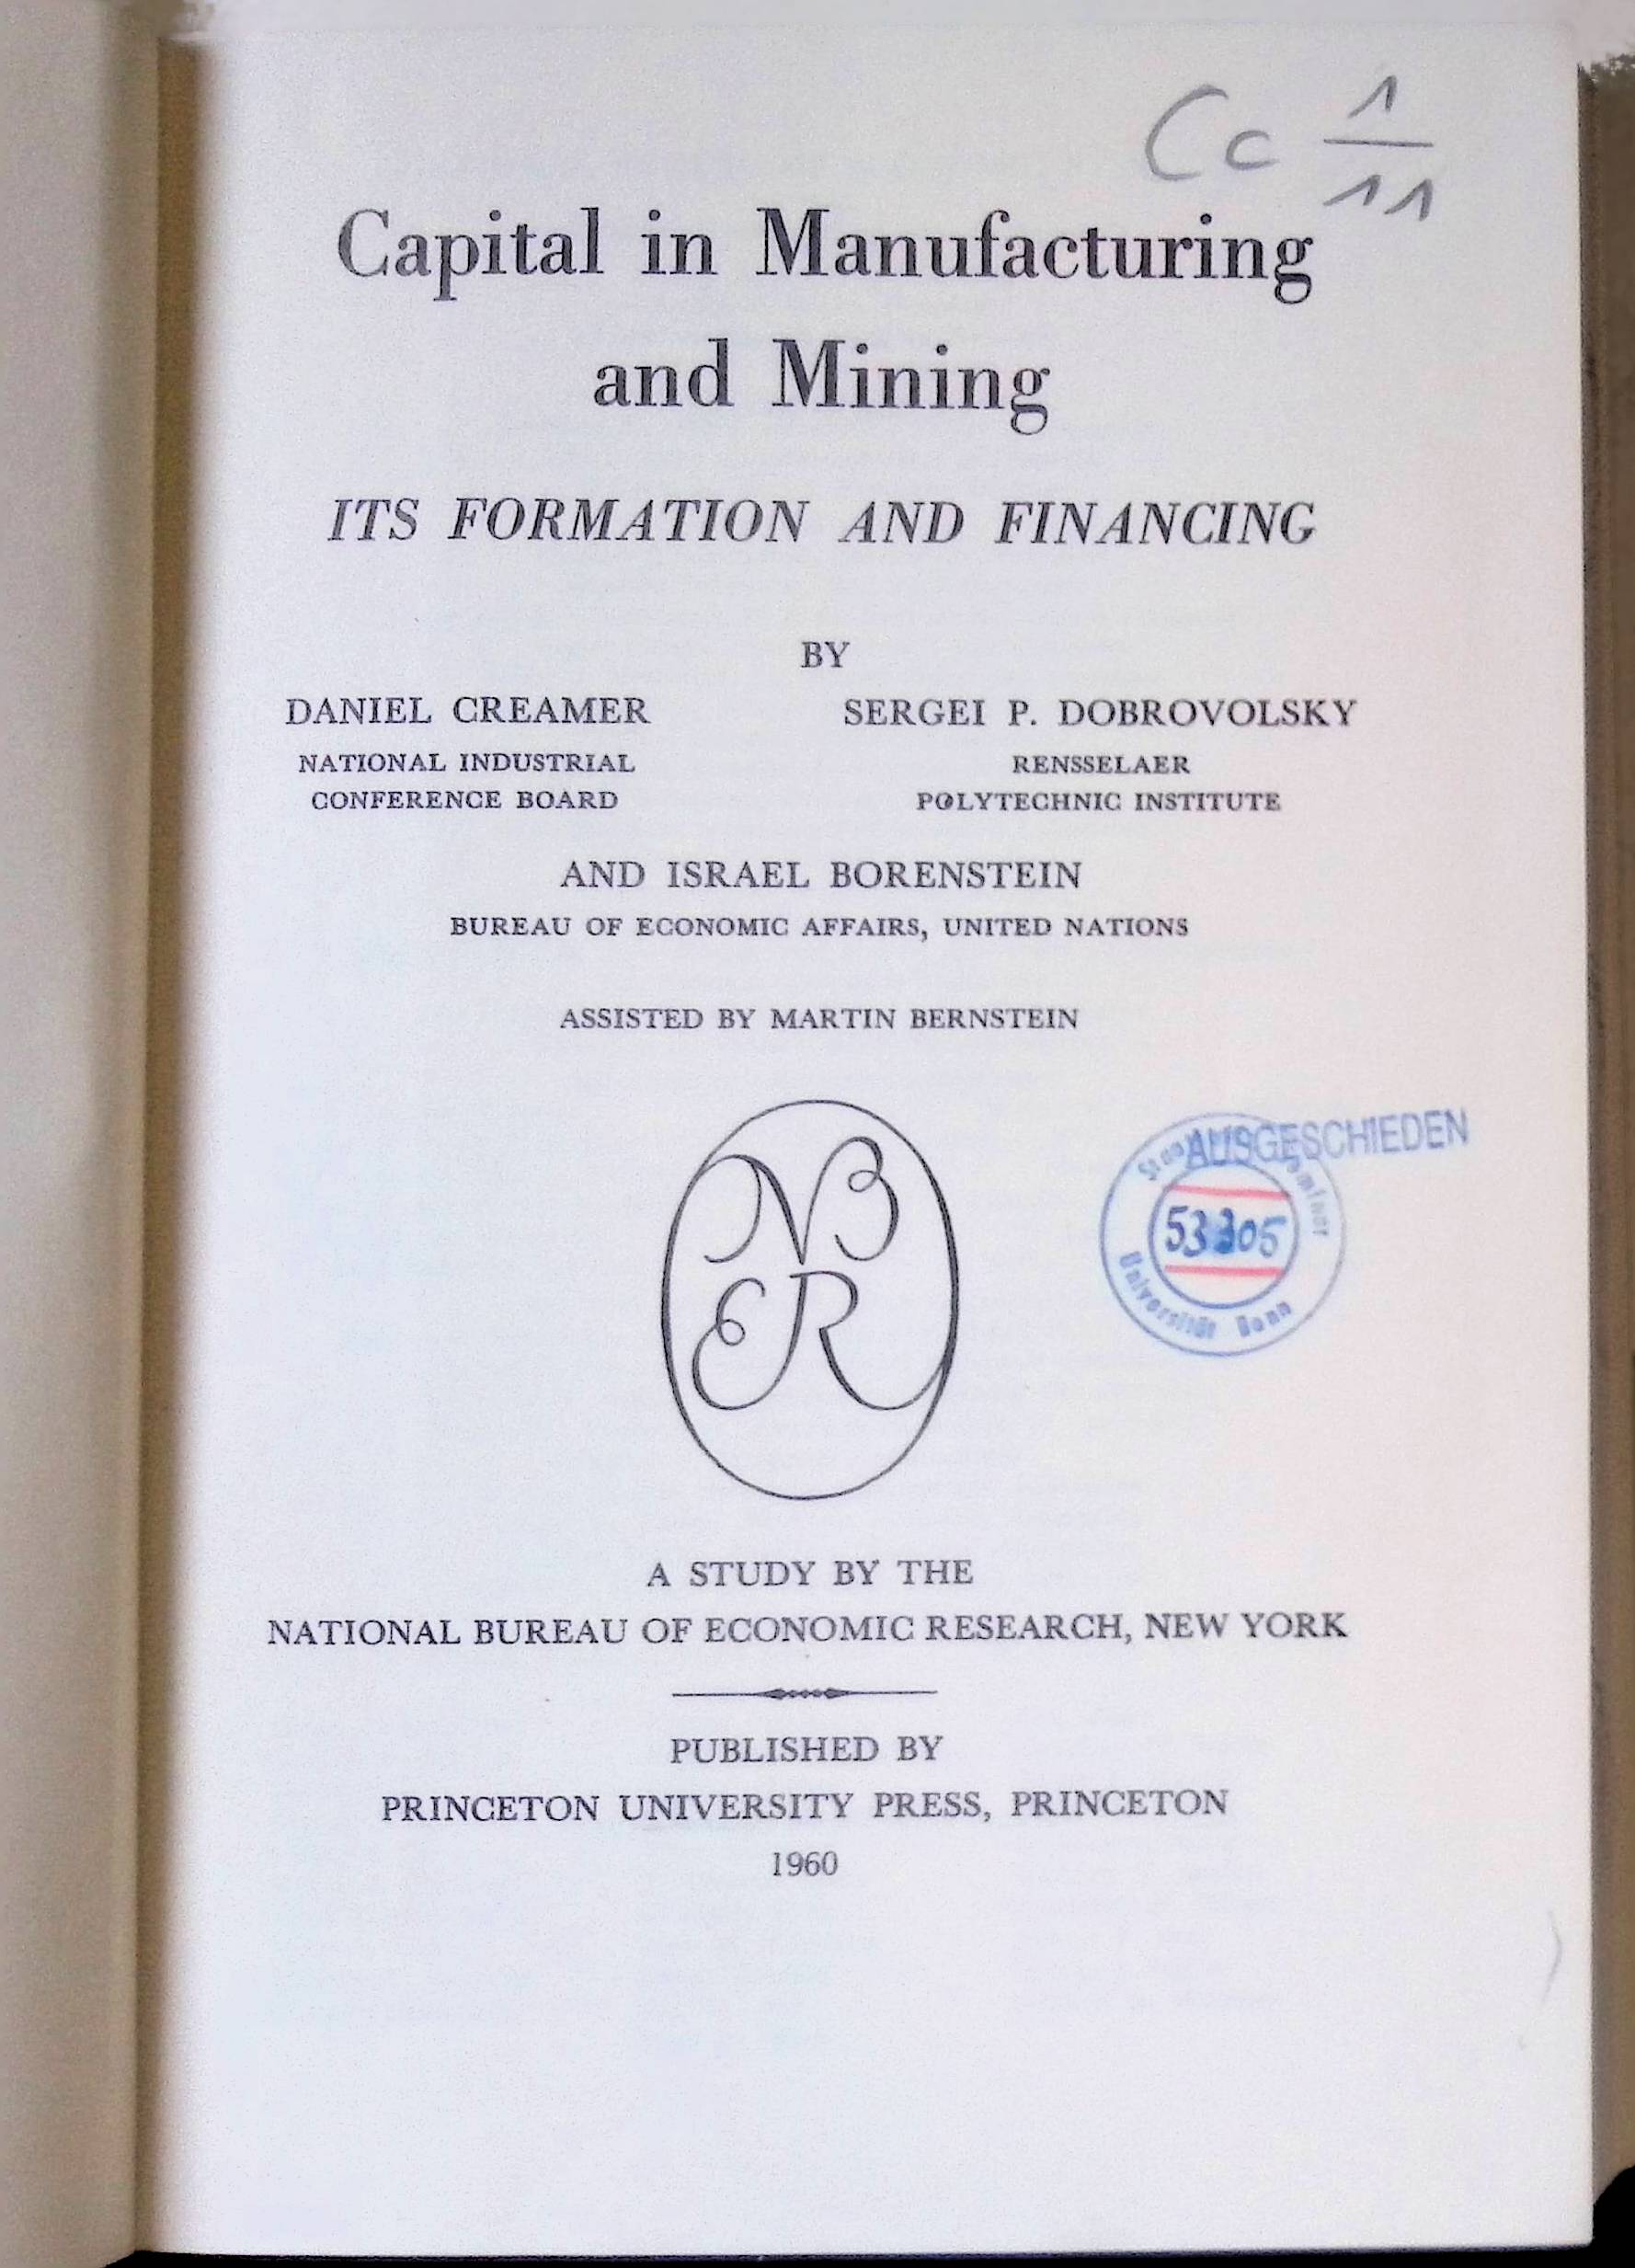 Cc 1/11
Capital in Manufacturing
and Mining
ITS FORMATION AND FINANCING
BY
DANIEL CREAMER
NATIONAL INDUSTRIAL
CONFERENCE BOARD
SERGEI P. DOBROVOLSKY
RENSSELAER
POLYTECHNIC INSTITUTE
AND ISRAEL BORENSTEIN
BUREAU OF ECONOMIC AFFAIRS, UNITED NATIONS
ASSISTED BY MARTIN BERNSTEIN
NB
ER
AUSGESCHIEDEN
Universität Bonn
A STUDY BY THE
NATIONAL BUREAU OF ECONOMIC RESEARCH, NEW YORK
PUBLISHED BY
PRINCETON UNIVERSITY PRESS, PRINCETON
1960